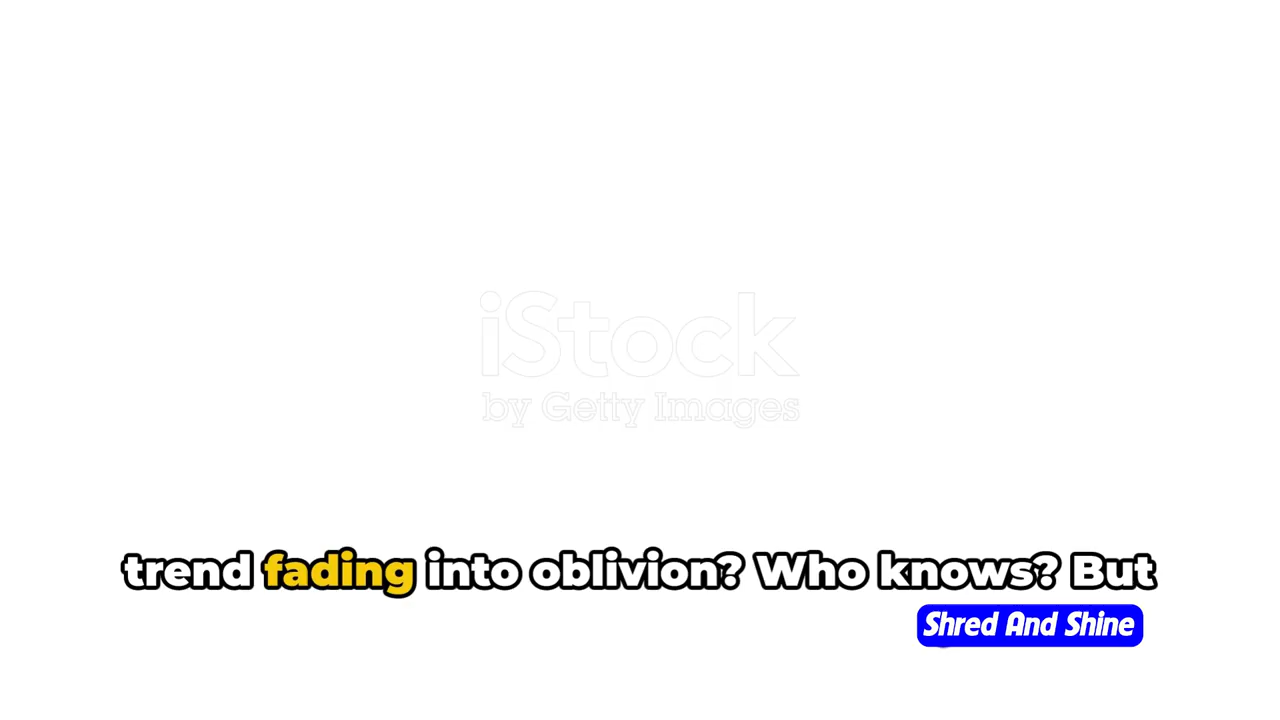 iStock
by Getty Images
trend fading into oblivion? Who knows? But
Shred And Shine